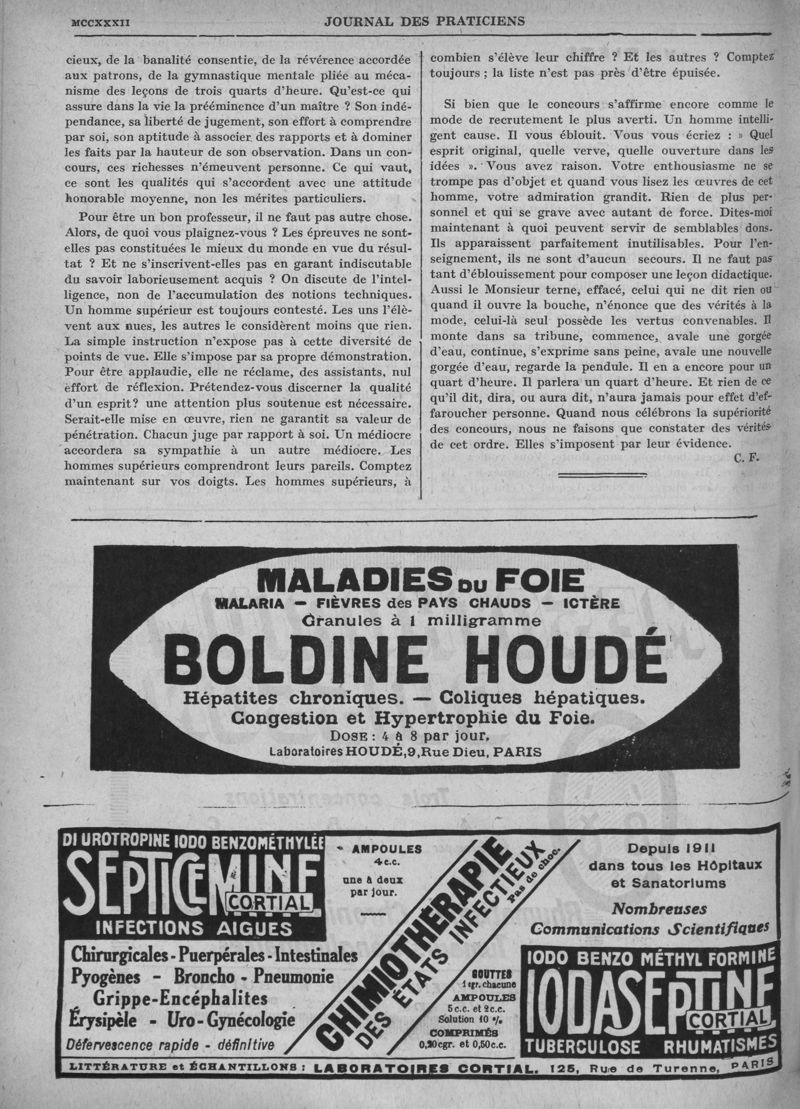 MCCXXXII
JOURNAL DES PRATICIENS
cieux, de la banalité consentie, de la révérence accordée
aux patrons, de la gymnastique mentale pliée au méca-
nisme des leçons de trois quarts d'heure. Qu'est-ce qui
assure dans la vie la prééminence d'un maître ? Son indé-
pendance, sa liberté de jugement, son effort à comprendre
par soi, son aptitude à associer des rapports et à dominer
les faits par la hauteur de son observation. Dans un con-
cours, ces richesses n'émeuvent personne. Ce qui vaut,
ce sont les qualités qui s'accordent avec une attitude
honorable moyenne, non les mérites particuliers.
Pour être un bon professeur, il ne faut pas autre chose.
Alors, de quoi vous plaignez-vous ? Les épreuves ne sont-
elles pas constituées le mieux du monde en vue du résul-
tat ? Et ne s'inscrivent-elles pas en garant indiscutable
du savoir laborieusement acquis ? On discute de l'intel-
ligence, non de l'accumulation des notions techniques.
Un homme supérieur est toujours contesté. Les uns l'élè-
vent aux nues, les autres le considèrent moins que rien.
La simple instruction n'expose pas à cette diversité de
points de vue. Elle s'impose par sa propre démonstration.
Pour être applaudie, elle ne réclame, des assistants, nul
effort de réflexion. Prétendez-vous discerner la qualité
d'un esprit? une attention plus soutenue est nécessaire.
Serait-elle mise en œuvre, rien ne garantit sa valeur de
pénétration. Chacun juge par rapport à soi. Un médiocre
accordera sa sympathie à un autre médiocre. Les
hommes supérieurs comprendront leurs pareils. Comptez
maintenant sur vos doigts. Les hommes supérieurs, à
combien s'élève leur chiffre ? Et les autres ? Comptez
toujours ; la liste n'est pas près d'être épuisée.
Si bien que le concours s'affirme encore comme le
mode de recrutement le plus averti. Un homme intelli-
gent cause. Il vous éblouit. Vous vous écriez : » Quel
esprit original, quelle verve, quelle ouverture dans les
idées ». Vous avez raison. Votre enthousiasme ne se
trompe pas d'objet et quand vous lisez les œuvres de cet
homme, votre admiration grandit. Rien de plus per-
sonnel et qui se grave avec autant de force. Dites-moi
maintenant à quoi peuvent servir de semblables dons.
Ils apparaissent parfaitement inutilisables. Pour l'en-
seignement, ils ne sont d'aucun secours. Il ne faut pas
tant d'éblouissement pour composer une leçon didactique.
Aussi le Monsieur terne, effacé, celui qui ne dit rien ou
quand il ouvre la bouche, n'énonce que des vérités à la
mode, celui-là seul possède les vertus convenables. Il
monte dans sa tribune, commence, avale une gorgée
d'eau, continue, s'exprime sans peine, avale une nouvelle
gorgée d'eau, regarde la pendule. Il en a encore pour un
quart d'heure. Il parlera un quart d'heure. Et rien de ce
qu'il dit, dira, ou aura dit, n'aura jamais pour effet d'ef-
faroucher personne. Quand nous célébrons la supériorité
des concours, nous ne faisons que constater des vérités
de cet ordre. Elles s'imposent par leur évidence.
C. F.
MALADIES DU FOIE
MALARIA — FIÈVRES des PAYS CHAUDS — ICTÈRE
Granules à 1 milligramme
BOLDINE HOUDÉ
Hépatites chroniques. — Coliques hépatiques.
Congestion et Hypertrophie du Foie.
DOSE : 4 à 8 par jour.
Laboratoires HOUDÉ, 9, Rue Dieu, PARIS
DI UROTROPINE IODO BENZOMÉTHYLÉE
SEPTICEMINE
CORTIAL
INFECTIONS AIGUES
AMPOULES
4 c.c.
une à deux
par jour.
Chirurgicales - Puerpérales - Intestinales
Pyogènes - Broncho - Pneumonie
Grippe-Encéphalites
Érysipèle - Uro-Gynécologie
Défervescence rapide - définitive
CHIMIOTHÉRAPIE
DES ÉTATS INFECTIEUX
Pas de choc.
Depuis 1911
dans tous les Hôpitaux
et Sanatoriums
Nombreuses
Communications Scientifiques
GOUTTES
1 gr. chacune
AMPOULES
5 c.c. et 2 c.c.
Solution 10 %
COMPRIMÉS
0,20cgr. et 0,50c.c.
IODO BENZO MÉTHYL FORMINE
IODASEPTINE
CORTIAL
TUBERCULOSE RHUMATISMES
LITTÉRATURE et ÉCHANTILLONS : LABORATOIRES CORTIAL. 125, Rue de Turenne, PARIS